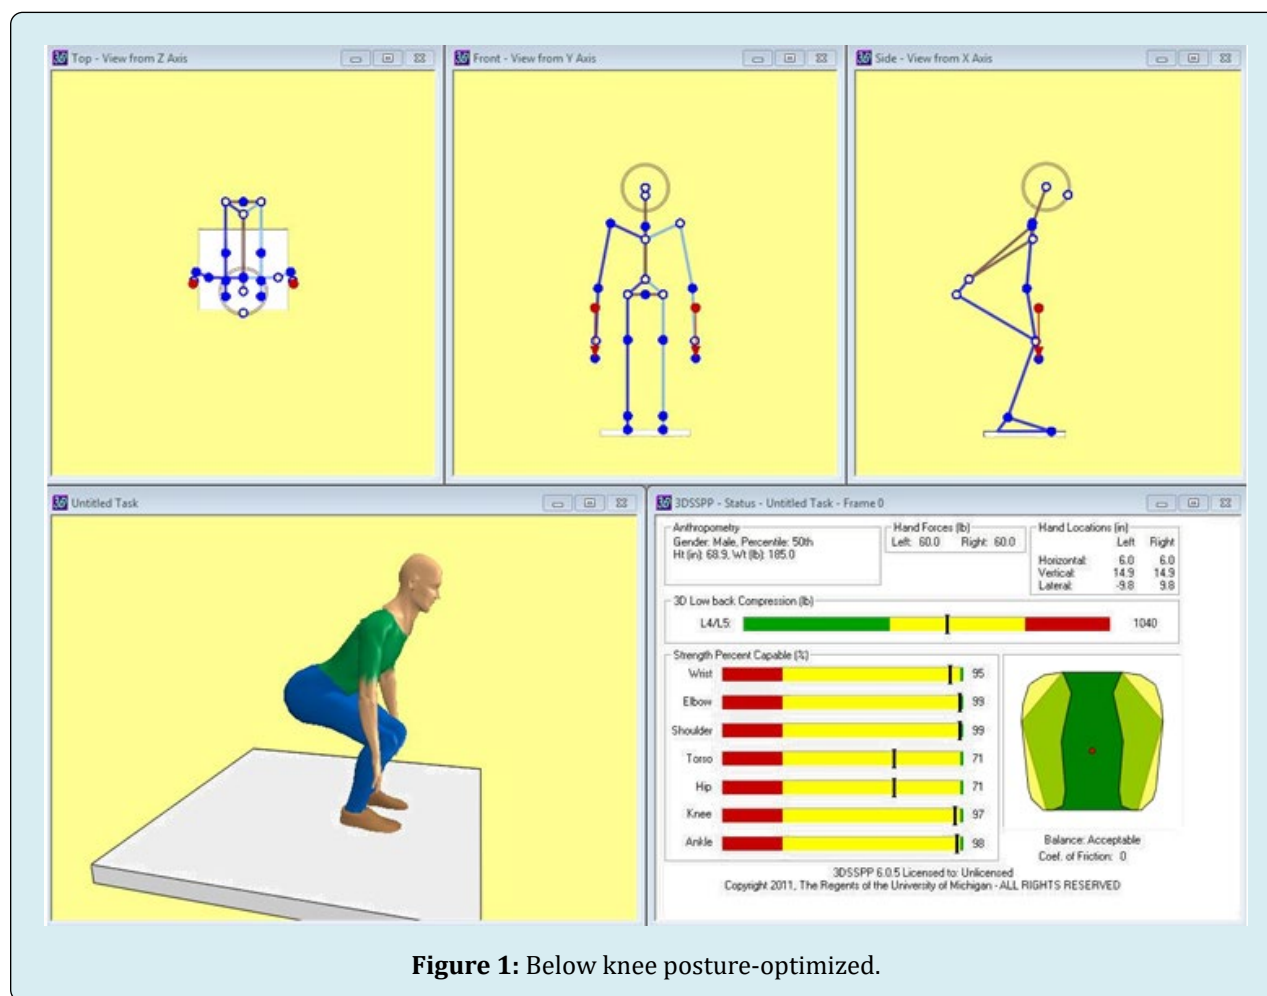 Top - View from Z Axis
Front - View from Y Axis
Side - View from X Axis
Untitled Task
3DSSPP - Status - Untitled Task - Frame 0
Anthropometry
Gender: Male, Percentile: 50th
Ht (in): 68.9, Wt (lb): 185.0
Hand Forces (lb)
Left: 60.0 Right: 60.0
Hand Locations (in)
Left Right
Horizontal: 6.0 6.0
Vertical: 14.9 14.9
Lateral: -9.8 9.8
3D Low back Compression (lb)
L4/L5: 1040
Strength Percent Capable (%)
Wrist 95
Elbow 99
Shoulder 99
Torso 71
Hip 71
Knee 97
Ankle 98
Balance: Acceptable
Coef. of Friction: 0
3DSSPP 6.0.5 Licensed to: Unlicensed
Copyright 2011, The Regents of the University of Michigan - ALL RIGHTS RESERVED
Figure 1: Below knee posture-optimized.